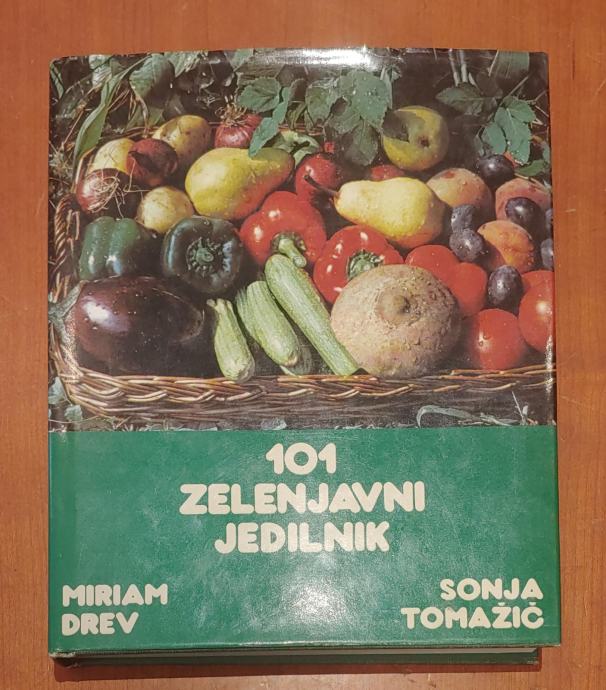 101
ZELENJAVNI
JEDILNIK
MIRIAM
DREV
SONJA
TOMAŽIČ